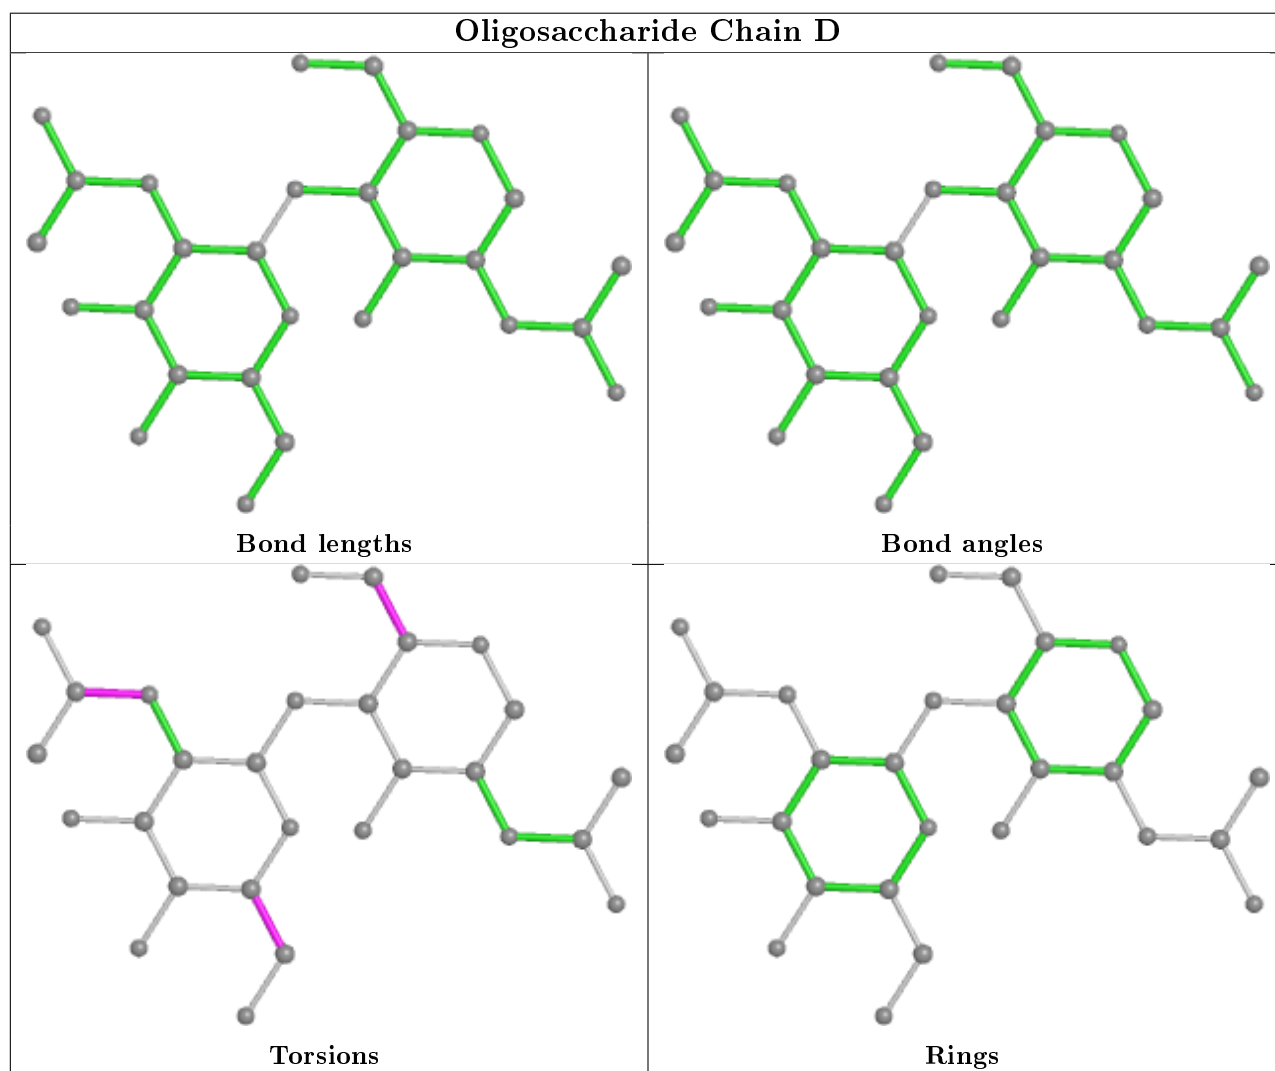 Oligosaccharide Chain D
Bond lengths
Bond angles
Torsions
Rings